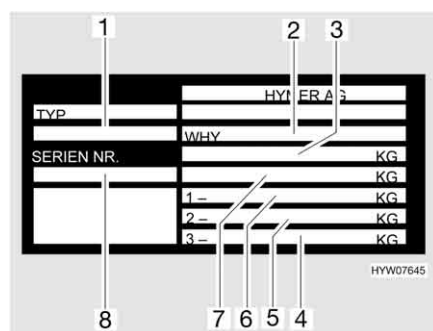 1 2 3
HYMER AG
TYP
WHY
SERIEN NR.
KG
KG
1 – KG
2 – KG
3 – KG
HYW07645
8 7 6 5 4